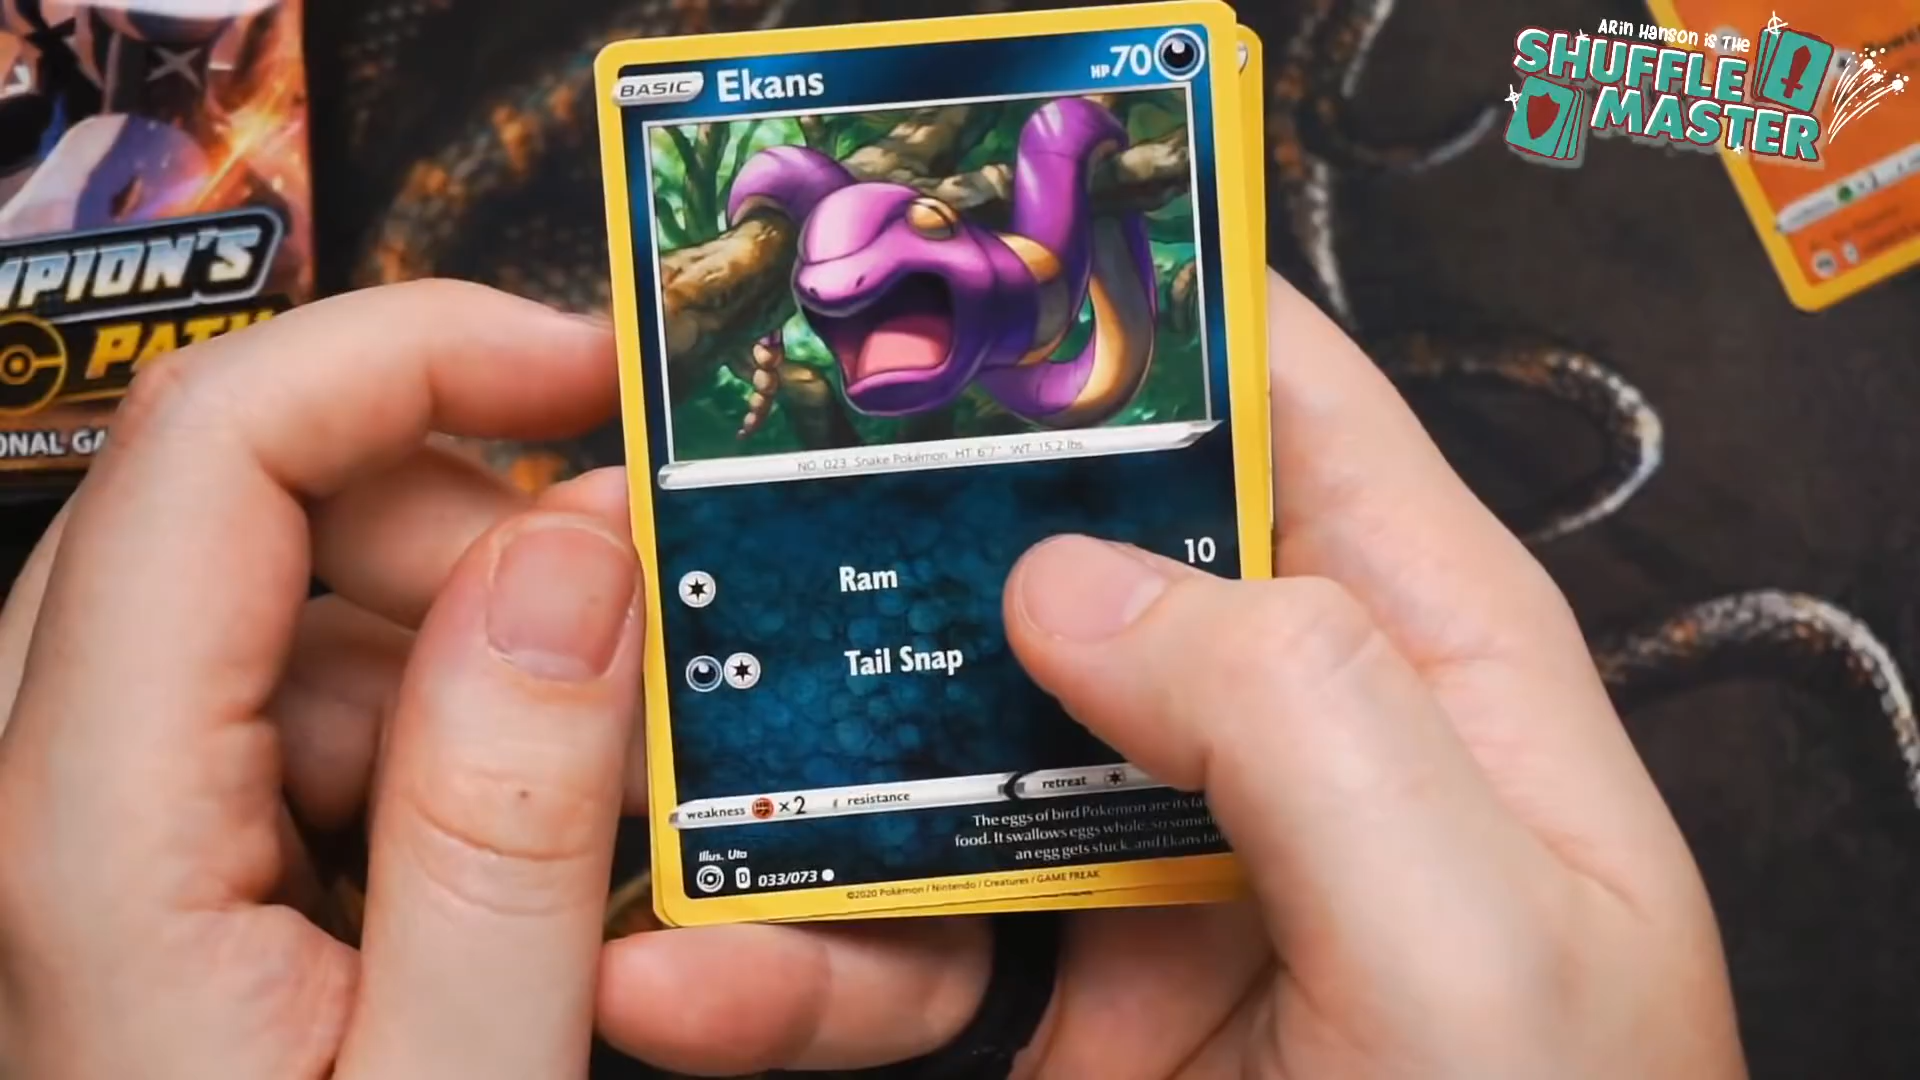 ARin Hanson is THe
SHUFFLE
MASTER
BASIC Ekans HP 70
NO. 023 Snake Pokémon HT 6'7" WT 15.2 lbs.
Ram 10
Tail Snap
weakness ×2 resistance retreat
The eggs of bird Pokémon are its
food. It swallows eggs whole, so
an egg gets stuck, and Ekans
Illus. Uta
D 033/073
©2020 Pokémon / Nintendo / Creatures / GAME FREAK
MPION'S
PATH
ONAL GA